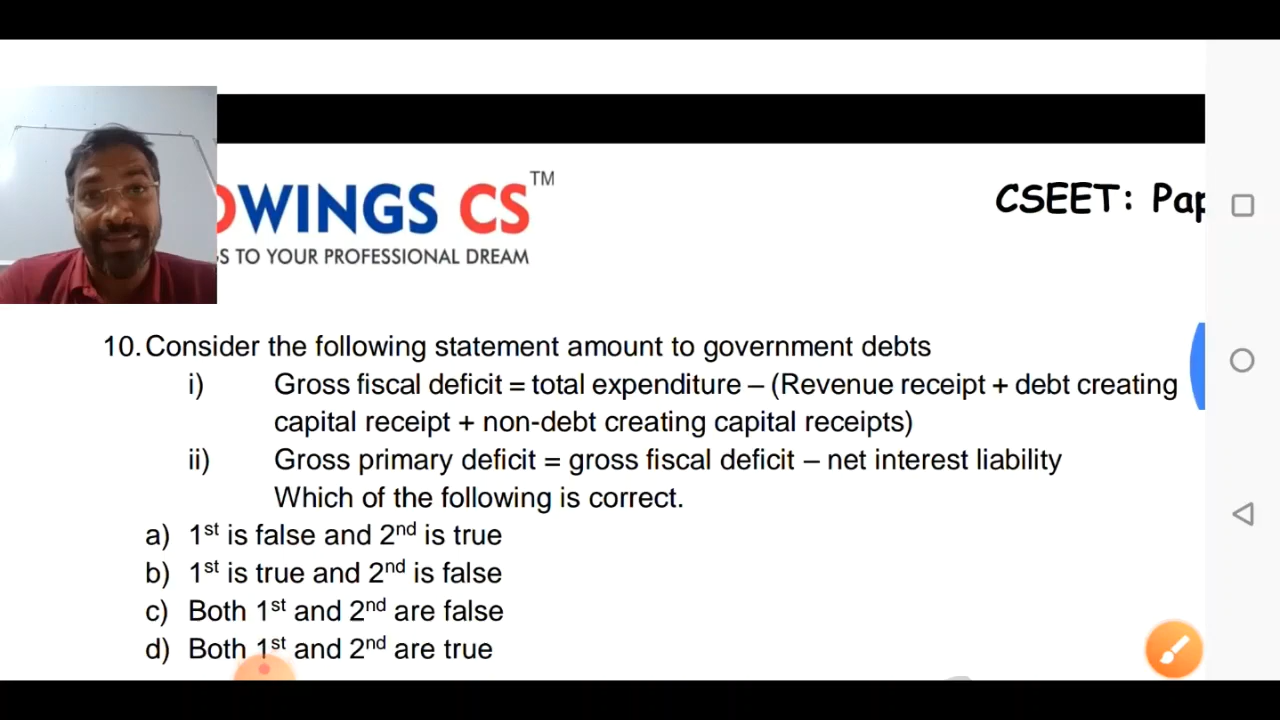 OWINGS CS TM
CSEET: Pap
S TO YOUR PROFESSIONAL DREAM
10. Consider the following statement amount to government debts
i) Gross fiscal deficit = total expenditure – (Revenue receipt + debt creating
capital receipt + non-debt creating capital receipts)
ii) Gross primary deficit = gross fiscal deficit – net interest liability
Which of the following is correct.
a) 1st is false and 2nd is true
b) 1st is true and 2nd is false
c) Both 1st and 2nd are false
d) Both 1st and 2nd are true